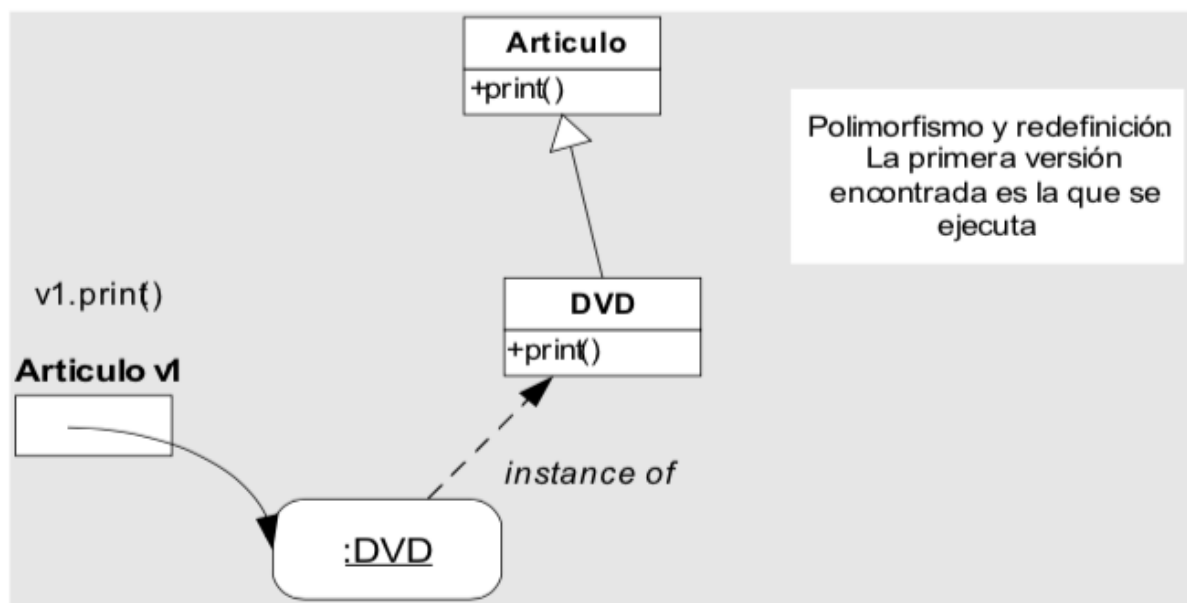 Articulo
+print()
Polimorfismo y redefinición.
La primera versión
encontrada es la que se
ejecuta
v1.print()
DVD
+print()
Articulo v1
instance of
:DVD